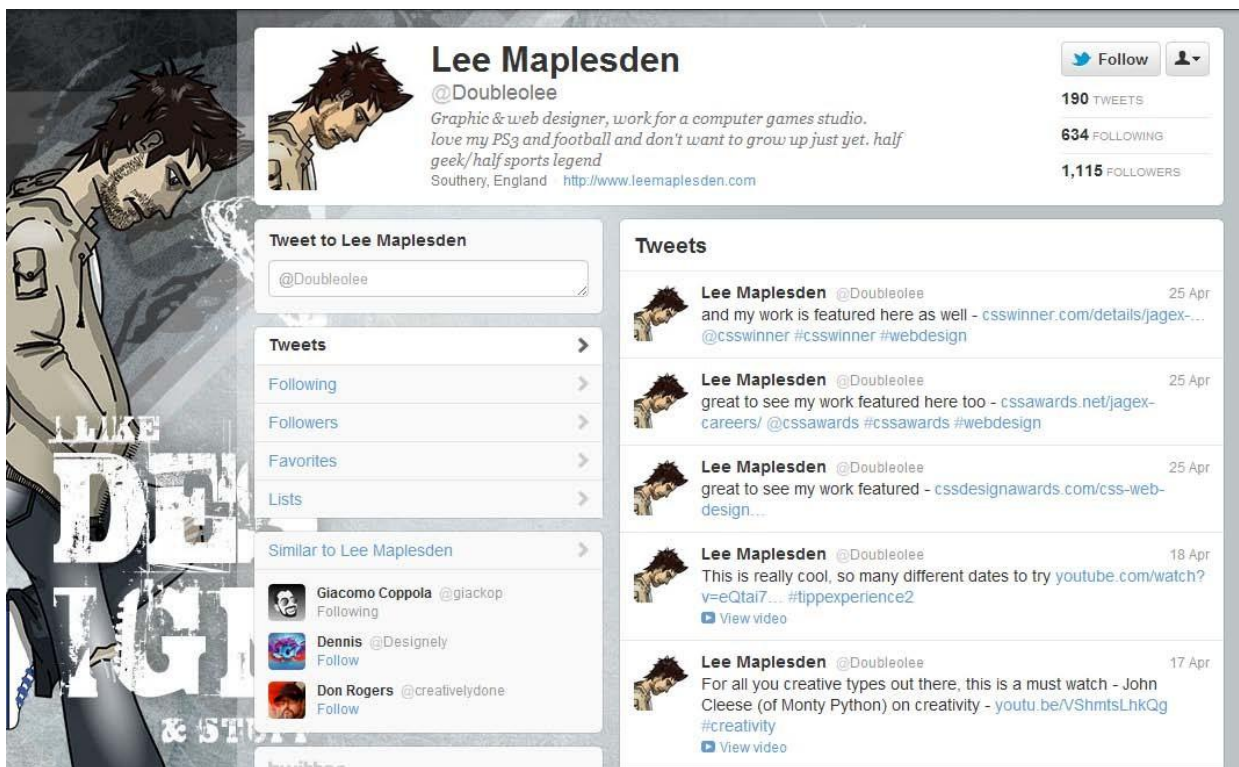 Lee Maplesden
@Doubleolee
Graphic & web designer, work for a computer games studio.
love my PS3 and football and don't want to grow up just yet. half
geek/half sports legend
Southery, England · http://www.leemaplesden.com
Follow
190 TWEETS
634 FOLLOWING
1,115 FOLLOWERS
Tweet to Lee Maplesden
@Doubleolee
Tweets
Following
Followers
Favorites
Lists
Similar to Lee Maplesden
Giacomo Coppola @giackop
Following
Dennis @Designely
Follow
Don Rogers @creativelydone
Follow
Tweets
Lee Maplesden @Doubleolee 25 Apr
and my work is featured here as well - csswinner.com/details/jagex-...
@csswinner #csswinner #webdesign
Lee Maplesden @Doubleolee 25 Apr
great to see my work featured here too - cssawards.net/jagex-
careers/ @cssawards #cssawards #webdesign
Lee Maplesden @Doubleolee 25 Apr
great to see my work featured - cssdesignawards.com/css-web-
design...
Lee Maplesden @Doubleolee 18 Apr
This is really cool, so many different dates to try youtube.com/watch?
v=eQtai7... #tippexperience2
View video
Lee Maplesden @Doubleolee 17 Apr
For all you creative types out there, this is a must watch - John
Cleese (of Monty Python) on creativity - youtu.be/VShmtsLhkQg
#creativity
View video
I LIKE
DE
IGN
& STUFF